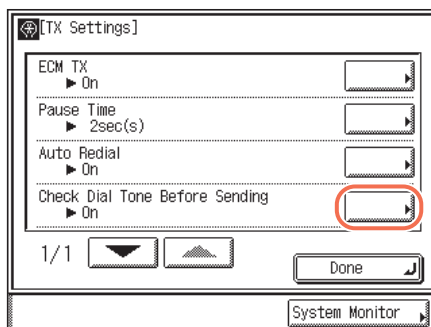 [TX Settings]
ECM TX
► On
Pause Time
► 2sec(s)
Auto Redial
► On
Check Dial Tone Before Sending
► On
1/1
Done
System Monitor